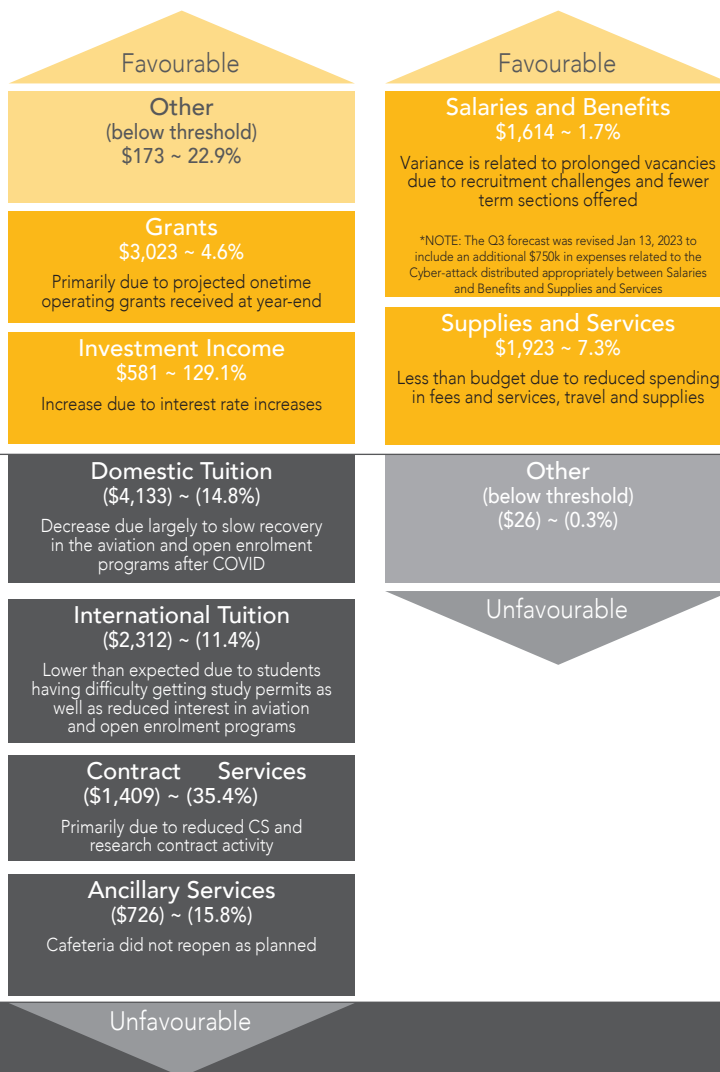 Favourable
Other
(below threshold)
$173 ~ 22.9%
Grants
$3,023 ~ 4.6%
Primarily due to projected onetime
operating grants received at year-end
Investment Income
$581 ~ 129.1%
Increase due to interest rate increases
Domestic Tuition
($4,133) ~ (14.8%)
Decrease due largely to slow recovery
in the aviation and open enrolment
programs after COVID
International Tuition
($2,312) ~ (11.4%)
Lower than expected due to students
having difficulty getting study permits as
well as reduced interest in aviation
and open enrolment programs
Contract Services
($1,409) ~ (35.4%)
Primarily due to reduced CS and
research contract activity
Ancillary Services
($726) ~ (15.8%)
Cafeteria did not reopen as planned
Unfavourable
Favourable
Salaries and Benefits
$1,614 ~ 1.7%
Variance is related to prolonged vacancies
due to recruitment challenges and fewer
term sections offered
*NOTE: The Q3 forecast was revised Jan 13, 2023 to
include an additional $750k in expenses related to the
Cyber-attack distributed appropriately between Salaries
and Benefits and Supplies and Services
Supplies and Services
$1,923 ~ 7.3%
Less than budget due to reduced spending
in fees and services, travel and supplies
Other
(below threshold)
($26) ~ (0.3%)
Unfavourable